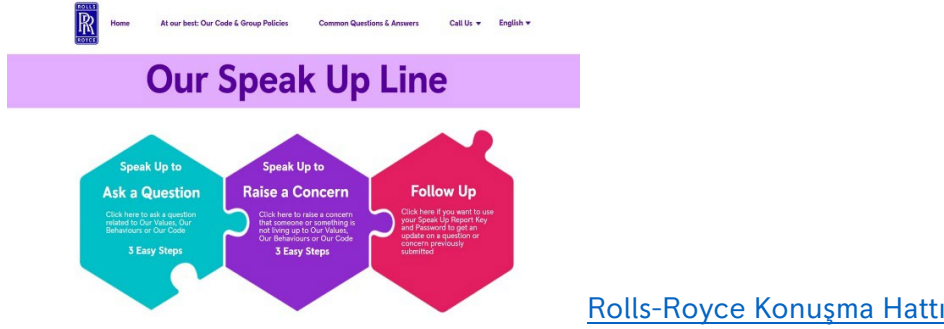 ROLLS
RR
ROYCE
Home
At our best: Our Code & Group Policies
Common Questions & Answers
Call Us
English
Our Speak Up Line
Speak Up to
Ask a Question
Click here to ask a question
related to Our Values, Our
Behaviours or Our Code
3 Easy Steps
Speak Up to
Raise a Concern
Click here to raise a concern
that someone or something is
not living up to Our Values,
Our Behaviours or Our Code
3 Easy Steps
Follow Up
Click here if you want to use
your Speak Up Report Key
and Password to get an
update on a question or
concern previously
submitted
Rolls-Royce Konuşma Hattı